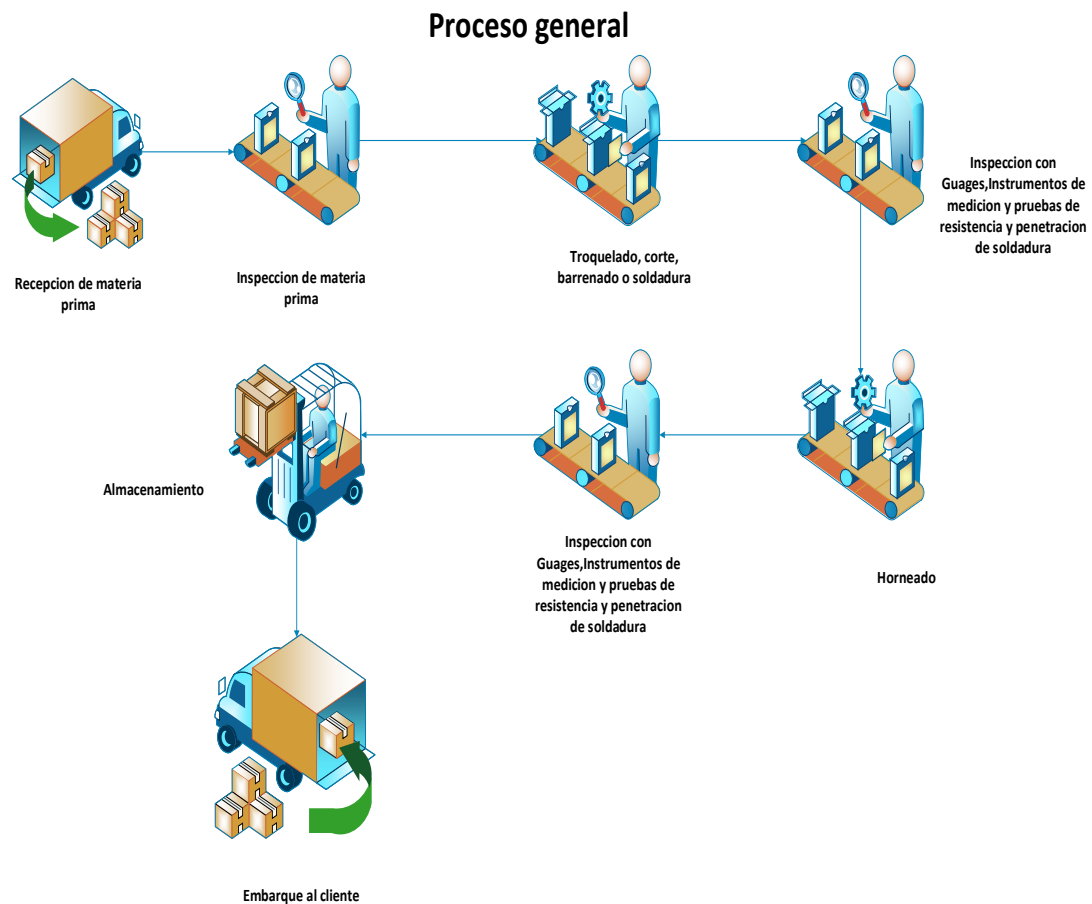 Proceso general
Recepcion de materia
prima
Inspeccion de materia
prima
Troquelado, corte,
barrenado o soldadura
Inspeccion con
Guages,Instrumentos de
medicion y pruebas de
resistencia y penetracion
de soldadura
Horneado
Inspeccion con
Guages,Instrumentos de
medicion y pruebas de
resistencia y penetracion
de soldadura
Almacenamiento
Embarque al cliente